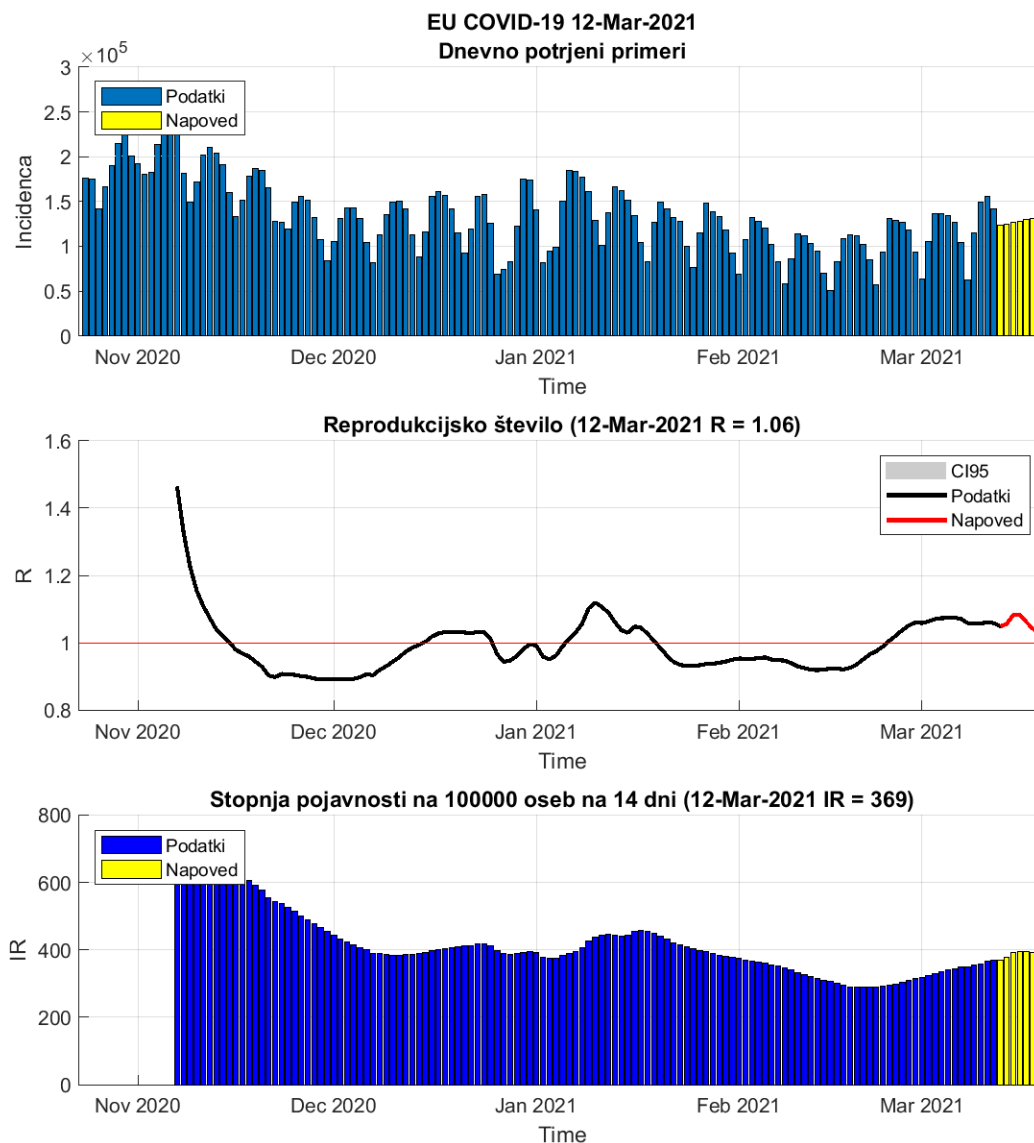 EU COVID-19 12-Mar-2021
Dnevno potrjeni primeri
×10^5
3
2.5
2
1.5
1
0.5
0
Incidenca
Podatki
Napoved
Nov 2020
Dec 2020
Jan 2021
Feb 2021
Mar 2021
Time
Reprodukcijsko število (12-Mar-2021 R = 1.06)
1.6
1.4
1.2
1
0.8
R
CI95
Podatki
Napoved
Nov 2020
Dec 2020
Jan 2021
Feb 2021
Mar 2021
Time
Stopnja pojavnosti na 100000 oseb na 14 dni (12-Mar-2021 IR = 369)
800
600
400
200
0
IR
Podatki
Napoved
Nov 2020
Dec 2020
Jan 2021
Feb 2021
Mar 2021
Time